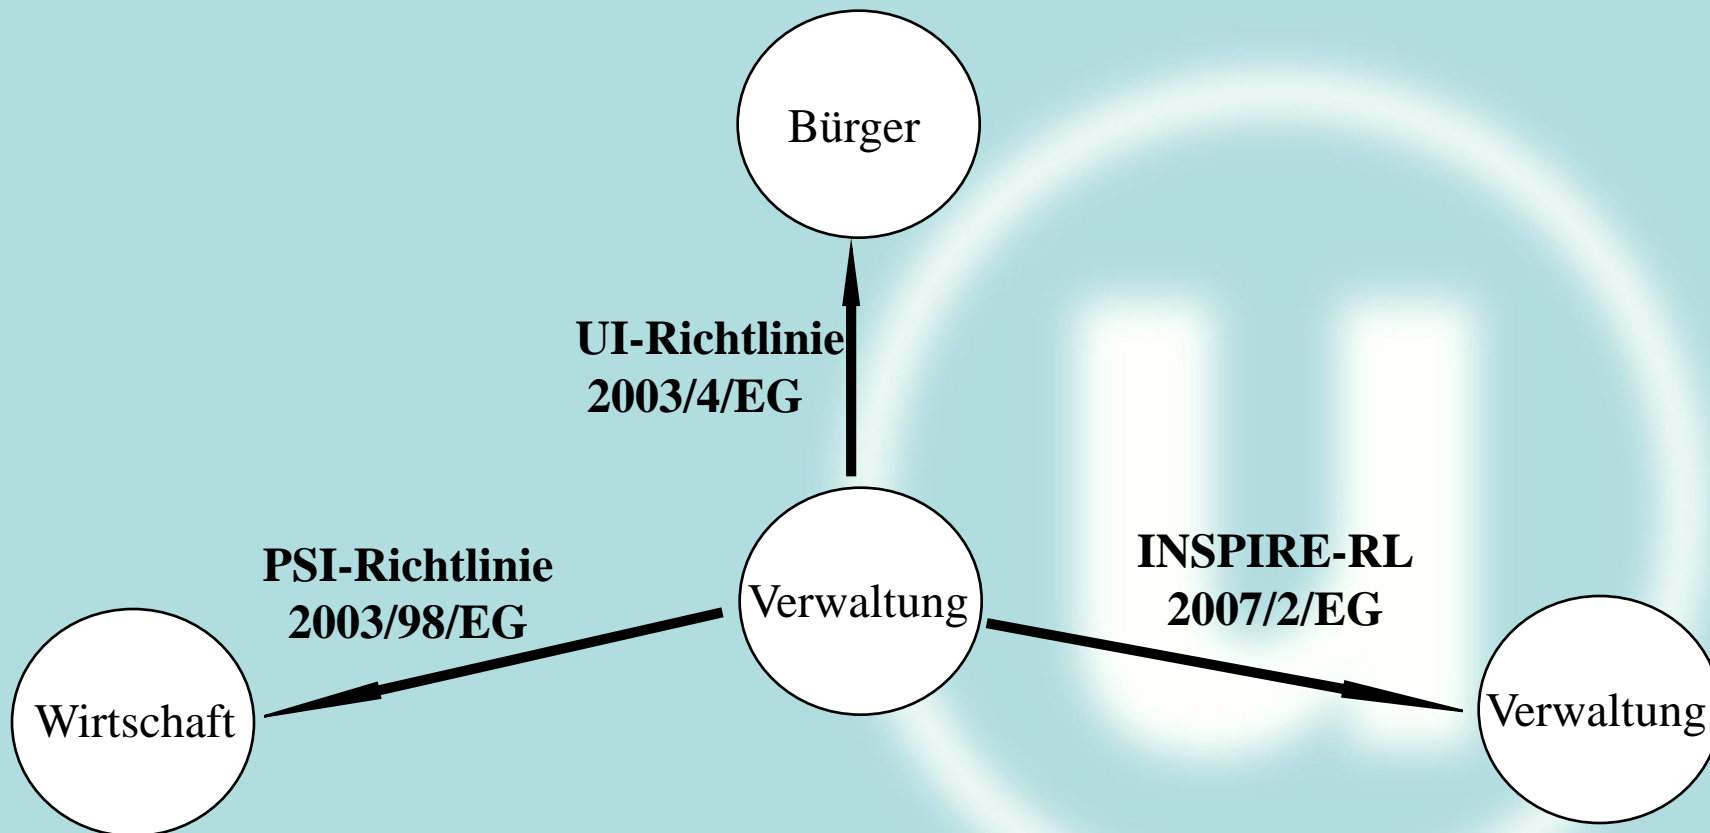 Bürger
UI-Richtlinie
2003/4/EG
PSI-Richtlinie
2003/98/EG
Verwaltung
INSPIRE-RL
2007/2/EG
Wirtschaft
Verwaltung
u